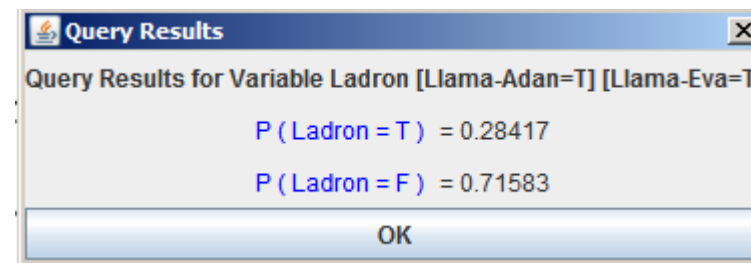 Query Results
Query Results for Variable Ladron [Llama-Adan=T] [Llama-Eva=T
P ( Ladron = T ) = 0.28417
P ( Ladron = F ) = 0.71583
OK